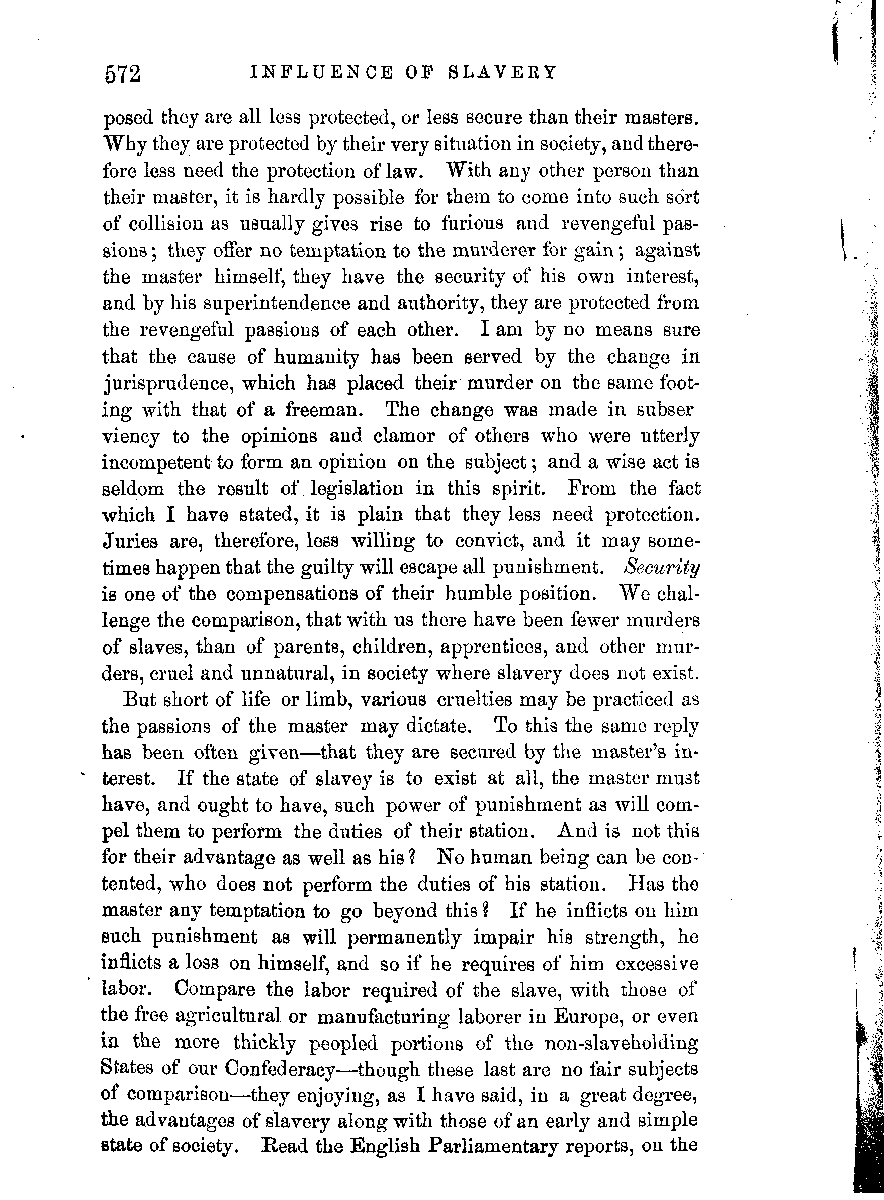 572 INFLUENCE OF SLAVERY
posed they are all less protected, or less secure than their masters.
Why they are protected by their very situation in society, and there-
fore less need the protection of law. With any other person than
their master, it is hardly possible for them to come into such sort
of collision as usually gives rise to furious and revengeful pas-
sions; they offer no temptation to the murderer for gain; against
the master himself, they have the security of his own interest,
and by his superintendence and authority, they are protected from
the revengeful passions of each other. I am by no means sure
that the cause of humanity has been served by the change in
jurisprudence, which has placed their murder on the same foot-
ing with that of a freeman. The change was made in subser
viency to the opinions and clamor of others who were utterly
incompetent to form an opinion on the subject; and a wise act is
seldom the result of legislation in this spirit. From the fact
which I have stated, it is plain that they less need protection.
Juries are, therefore, less willing to convict, and it may some-
times happen that the guilty will escape all punishment. Security
is one of the compensations of their humble position. We chal-
lenge the comparison, that with us there have been fewer murders
of slaves, than of parents, children, apprentices, and other mur-
ders, cruel and unnatural, in society where slavery does not exist.
But short of life or limb, various cruelties may be practiced as
the passions of the master may dictate. To this the same reply
has been often given—that they are secured by the master's in-
terest. If the state of slavey is to exist at all, the master must
have, and ought to have, such power of punishment as will com-
pel them to perform the duties of their station. And is not this
for their advantage as well as his? No human being can be con-
tented, who does not perform the duties of his station. Has the
master any temptation to go beyond this? If he inflicts on him
such punishment as will permanently impair his strength, he
inflicts a loss on himself, and so if he requires of him excessive
labor. Compare the labor required of the slave, with those of
the free agricultural or manufacturing laborer in Europe, or even
in the more thickly peopled portions of the non-slaveholding
States of our Confederacy—though these last are no fair subjects
of comparison—they enjoying, as I have said, in a great degree,
the advantages of slavery along with those of an early and simple
state of society. Read the English Parliamentary reports, on the